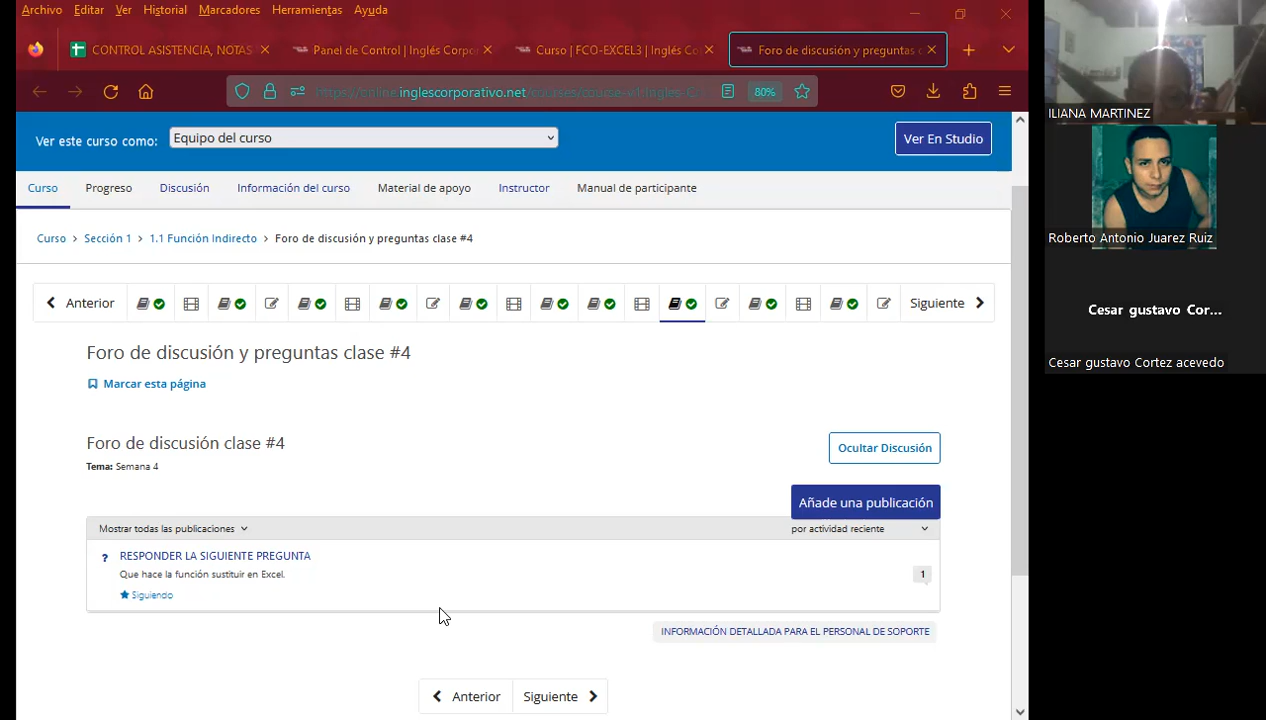 Archivo Editar Ver Historial Marcadores Herramientas Ayuda
CONTROL ASISTENCIA, NOTAS
Panel de Control | Inglés Corpo
Curso | FCO-EXCEL3 | Inglés Co
Foro de discusión y preguntas c
inglescorporativo.net
80%
Ver este curso como:
Equipo del curso
Ver En Studio
Curso Progreso Discusión Información del curso Material de apoyo Instructor Manual de participante
Curso > Sección 1 > 1.1 Función Indirecto > Foro de discusión y preguntas clase #4
Anterior
Siguiente
Foro de discusión y preguntas clase #4
Marcar esta página
Foro de discusión clase #4
Ocultar Discusión
Tema: Semana 4
Añade una publicación
Mostrar todas las publicaciones
por actividad reciente
? RESPONDER LA SIGUIENTE PREGUNTA
Que hace la función sustituir en Excel.
1
Siguiendo
INFORMACIÓN DETALLADA PARA EL PERSONAL DE SOPORTE
Anterior Siguiente
ILIANA MARTINEZ
Roberto Antonio Juarez Ruiz
Cesar gustavo Cor...
Cesar gustavo Cortez acevedo